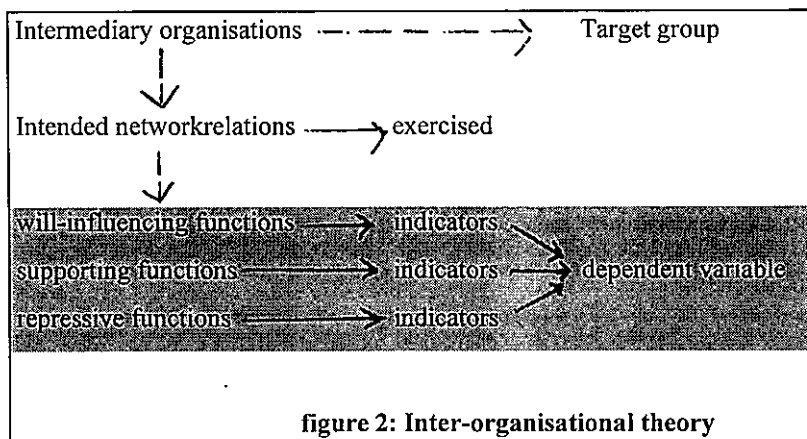 Intermediary organisations Target group
Intended networkrelations exercised
will-influencing functions indicators
supporting functions indicators dependent variable
repressive functions indicators
figure 2: Inter-organisational theory